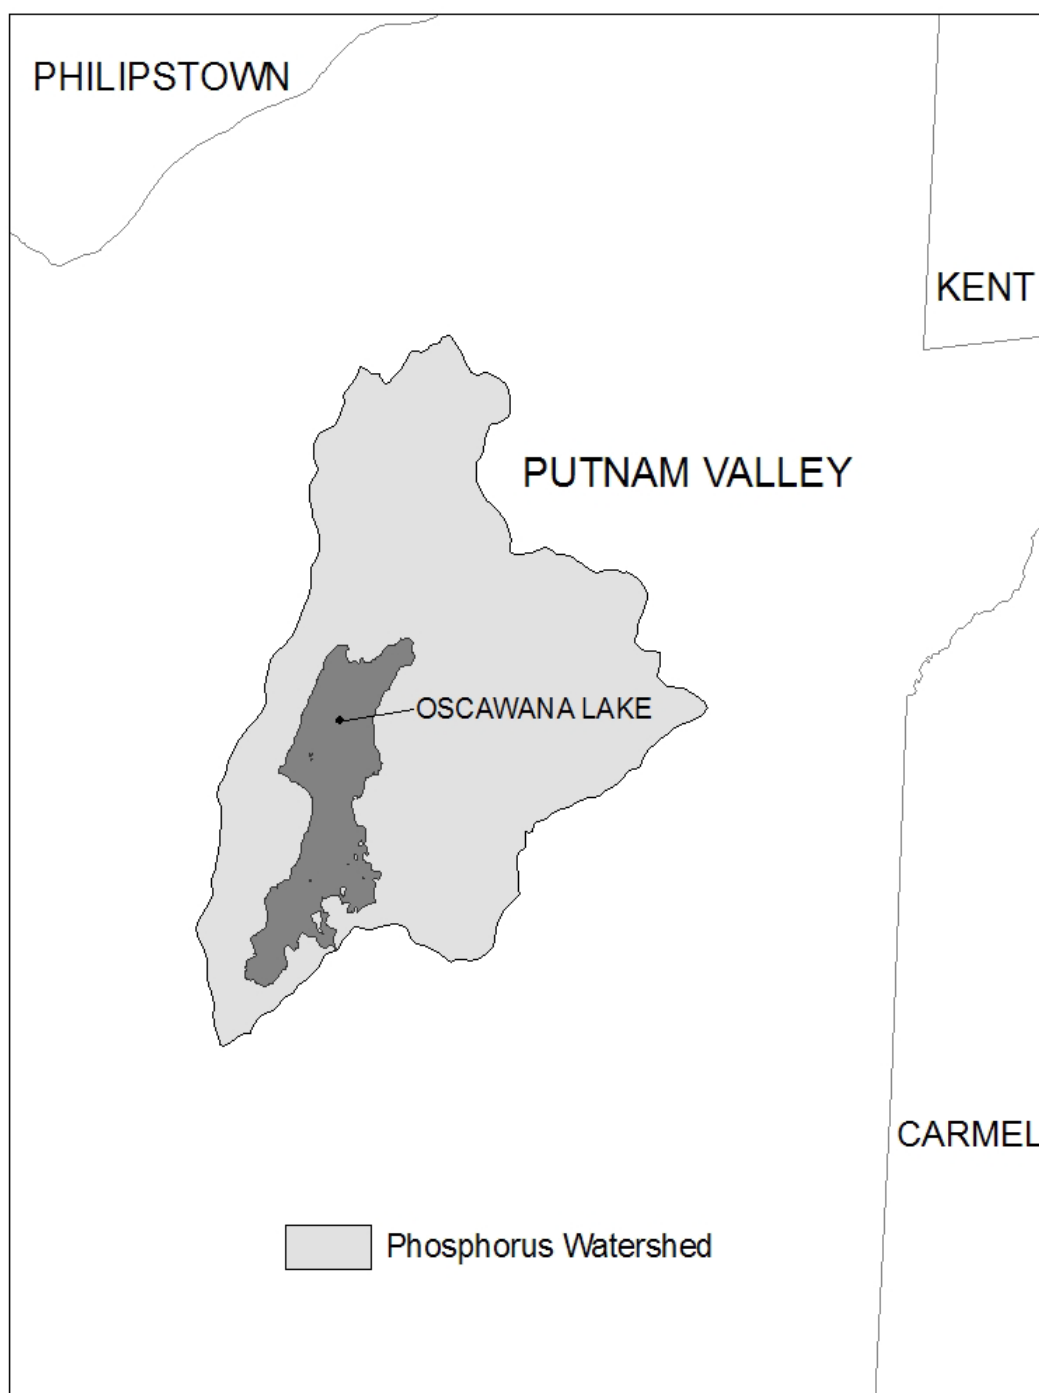 PHILIPSTOWN
KENT
PUTNAM VALLEY
OSCAWANA LAKE
CARMEL
Phosphorus Watershed